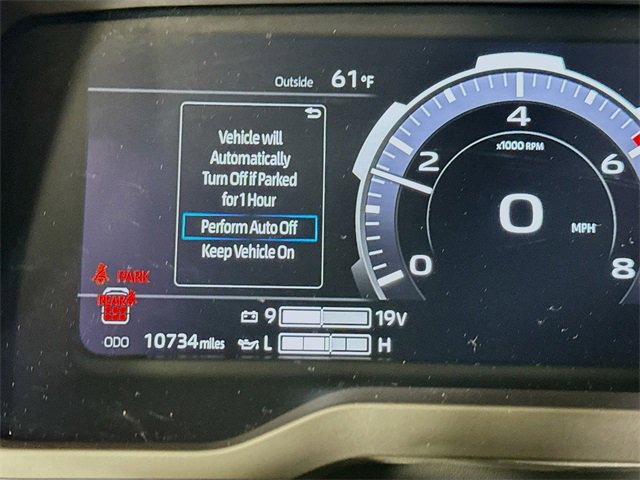 Outside 61°F
Vehicle will
Automatically
Turn Off if Parked
for 1 Hour
Perform Auto Off
Keep Vehicle On
4
x1000 RPM
2
6
0
MPH
0
8
PARK
REAR
9
19V
ODO 10734 miles
L
H